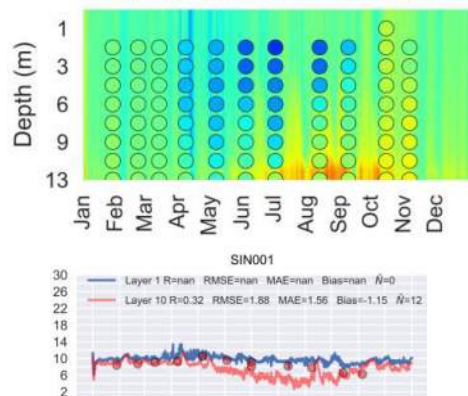 1
3
4
6
9
11
13
Depth (m)
Jan Feb Mar Apr May Jun Jul Aug Sep Oct Nov Dec
SIN001
30
26 Layer 1 R=nan RMSE=nan MAE=nan Bias=nan N̂=0
22 Layer 10 R=0.32 RMSE=1.88 MAE=1.56 Bias=-1.15 N̂=12
18
14
10
6
2